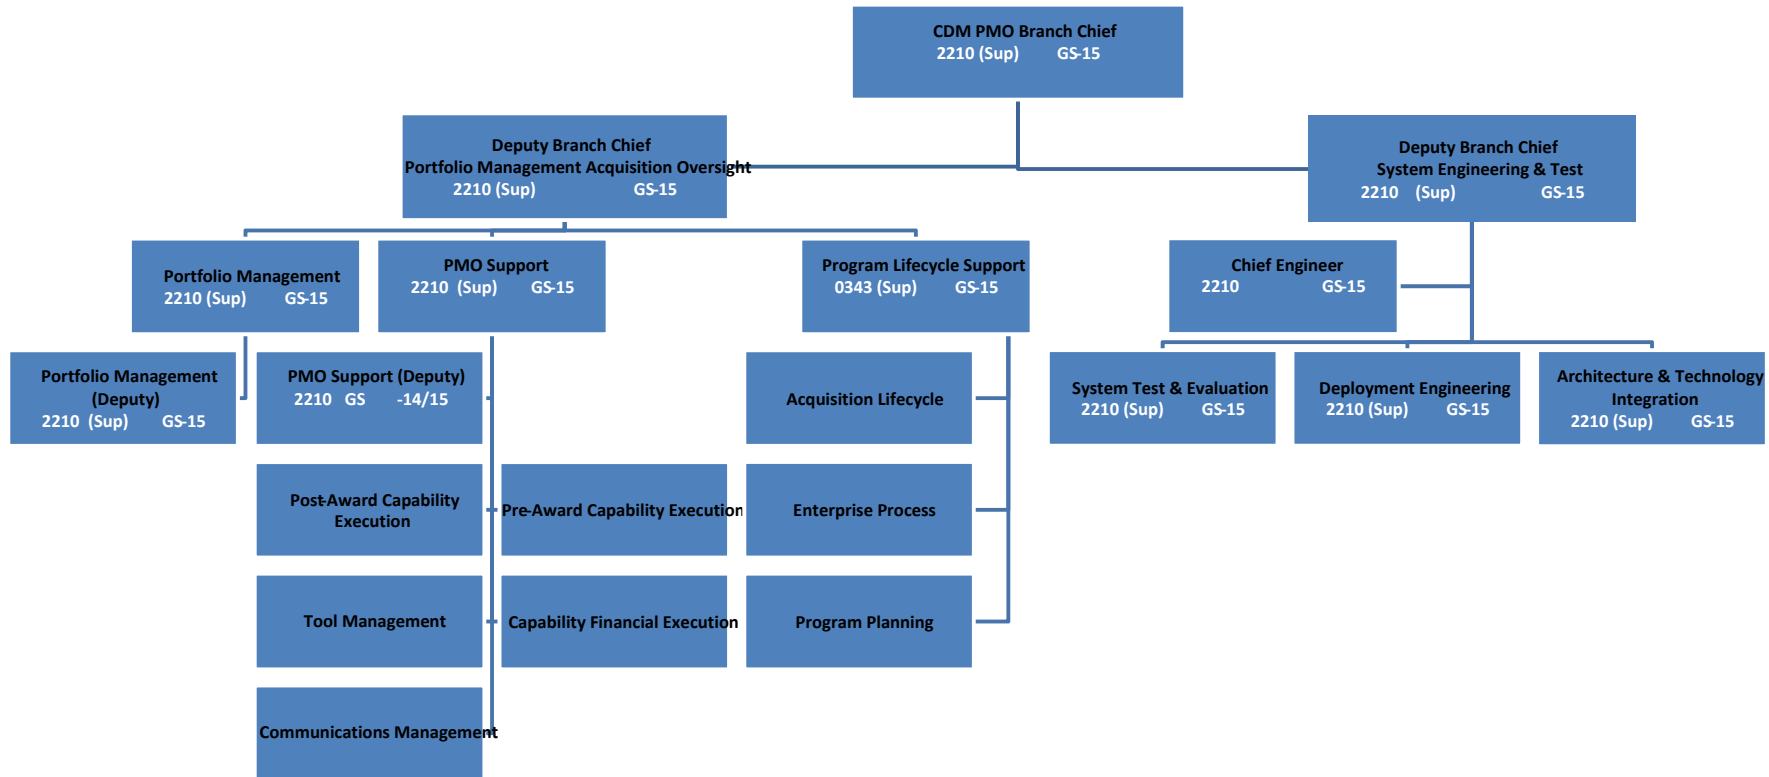 CDM PMO Branch Chief
2210 (Sup) GS-15
Deputy Branch Chief
Portfolio Management Acquisition Oversight
2210 (Sup) GS-15
Deputy Branch Chief
System Engineering & Test
2210 (Sup) GS-15
Portfolio Management
2210 (Sup) GS-15
PMO Support
2210 (Sup) GS-15
Program Lifecycle Support
0343 (Sup) GS-15
Chief Engineer
2210 GS-15
Portfolio Management
(Deputy)
2210 (Sup) GS-15
PMO Support (Deputy)
2210 GS -14/15
Acquisition Lifecycle
System Test & Evaluation
2210 (Sup) GS-15
Deployment Engineering
2210 (Sup) GS-15
Architecture & Technology
Integration
2210 (Sup) GS-15
Post-Award Capability
Execution
Pre-Award Capability Execution
Enterprise Process
Tool Management
Capability Financial Execution
Program Planning
Communications Management